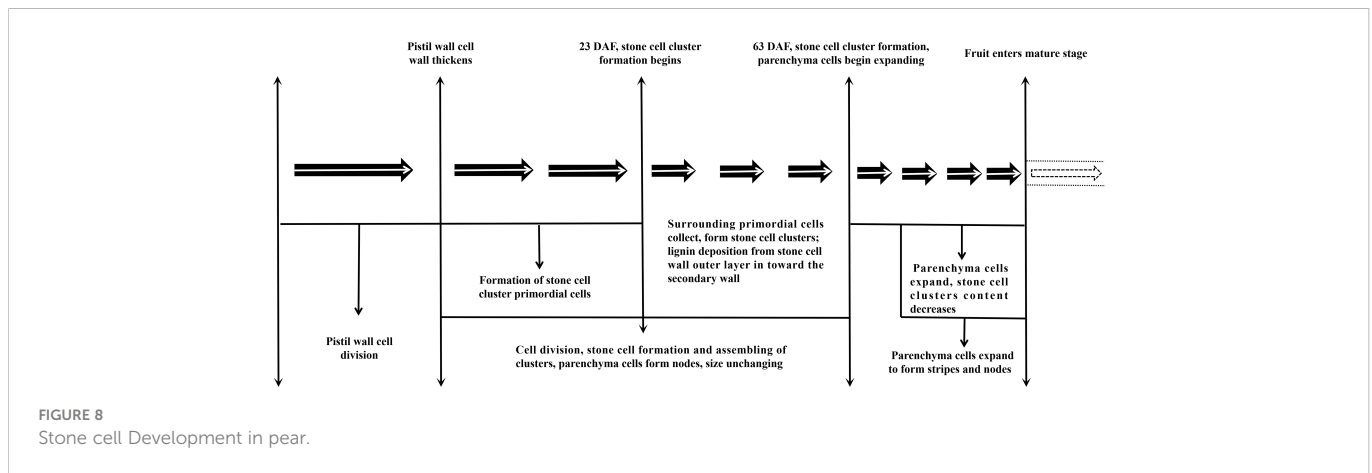 Pistil wall cell
wall thickens
23 DAF, stone cell cluster
formation begins
63 DAF, stone cell cluster formation,
parenchyma cells begin expanding
Fruit enters mature stage
Surrounding primordial cells
collect, form stone cell clusters;
lignin deposition from stone cell
wall outer layer in toward the
secondary wall
Formation of stone cell
cluster primordial cells
Parenchyma cells
expand, stone cell
clusters content
decreases
Pistil wall cell
division
Cell division, stone cell formation and assembling of
clusters, parenchyma cells form nodes, size unchanging
Parenchyma cells expand
to form stripes and nodes
FIGURE 8
Stone cell Development in pear.